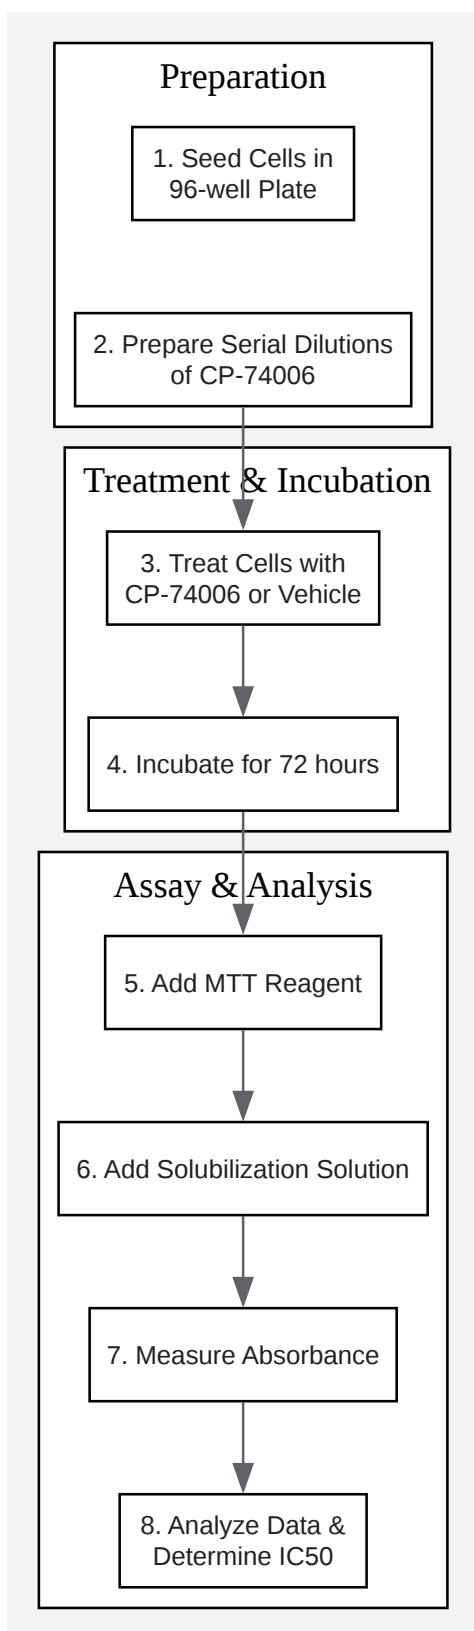 Preparation
1. Seed Cells in
96-well Plate
2. Prepare Serial Dilutions
of CP-74006
Treatment & Incubation
3. Treat Cells with
CP-74006 or Vehicle
4. Incubate for 72 hours
Assay & Analysis
5. Add MTT Reagent
6. Add Solubilization Solution
7. Measure Absorbance
8. Analyze Data &
Determine IC50